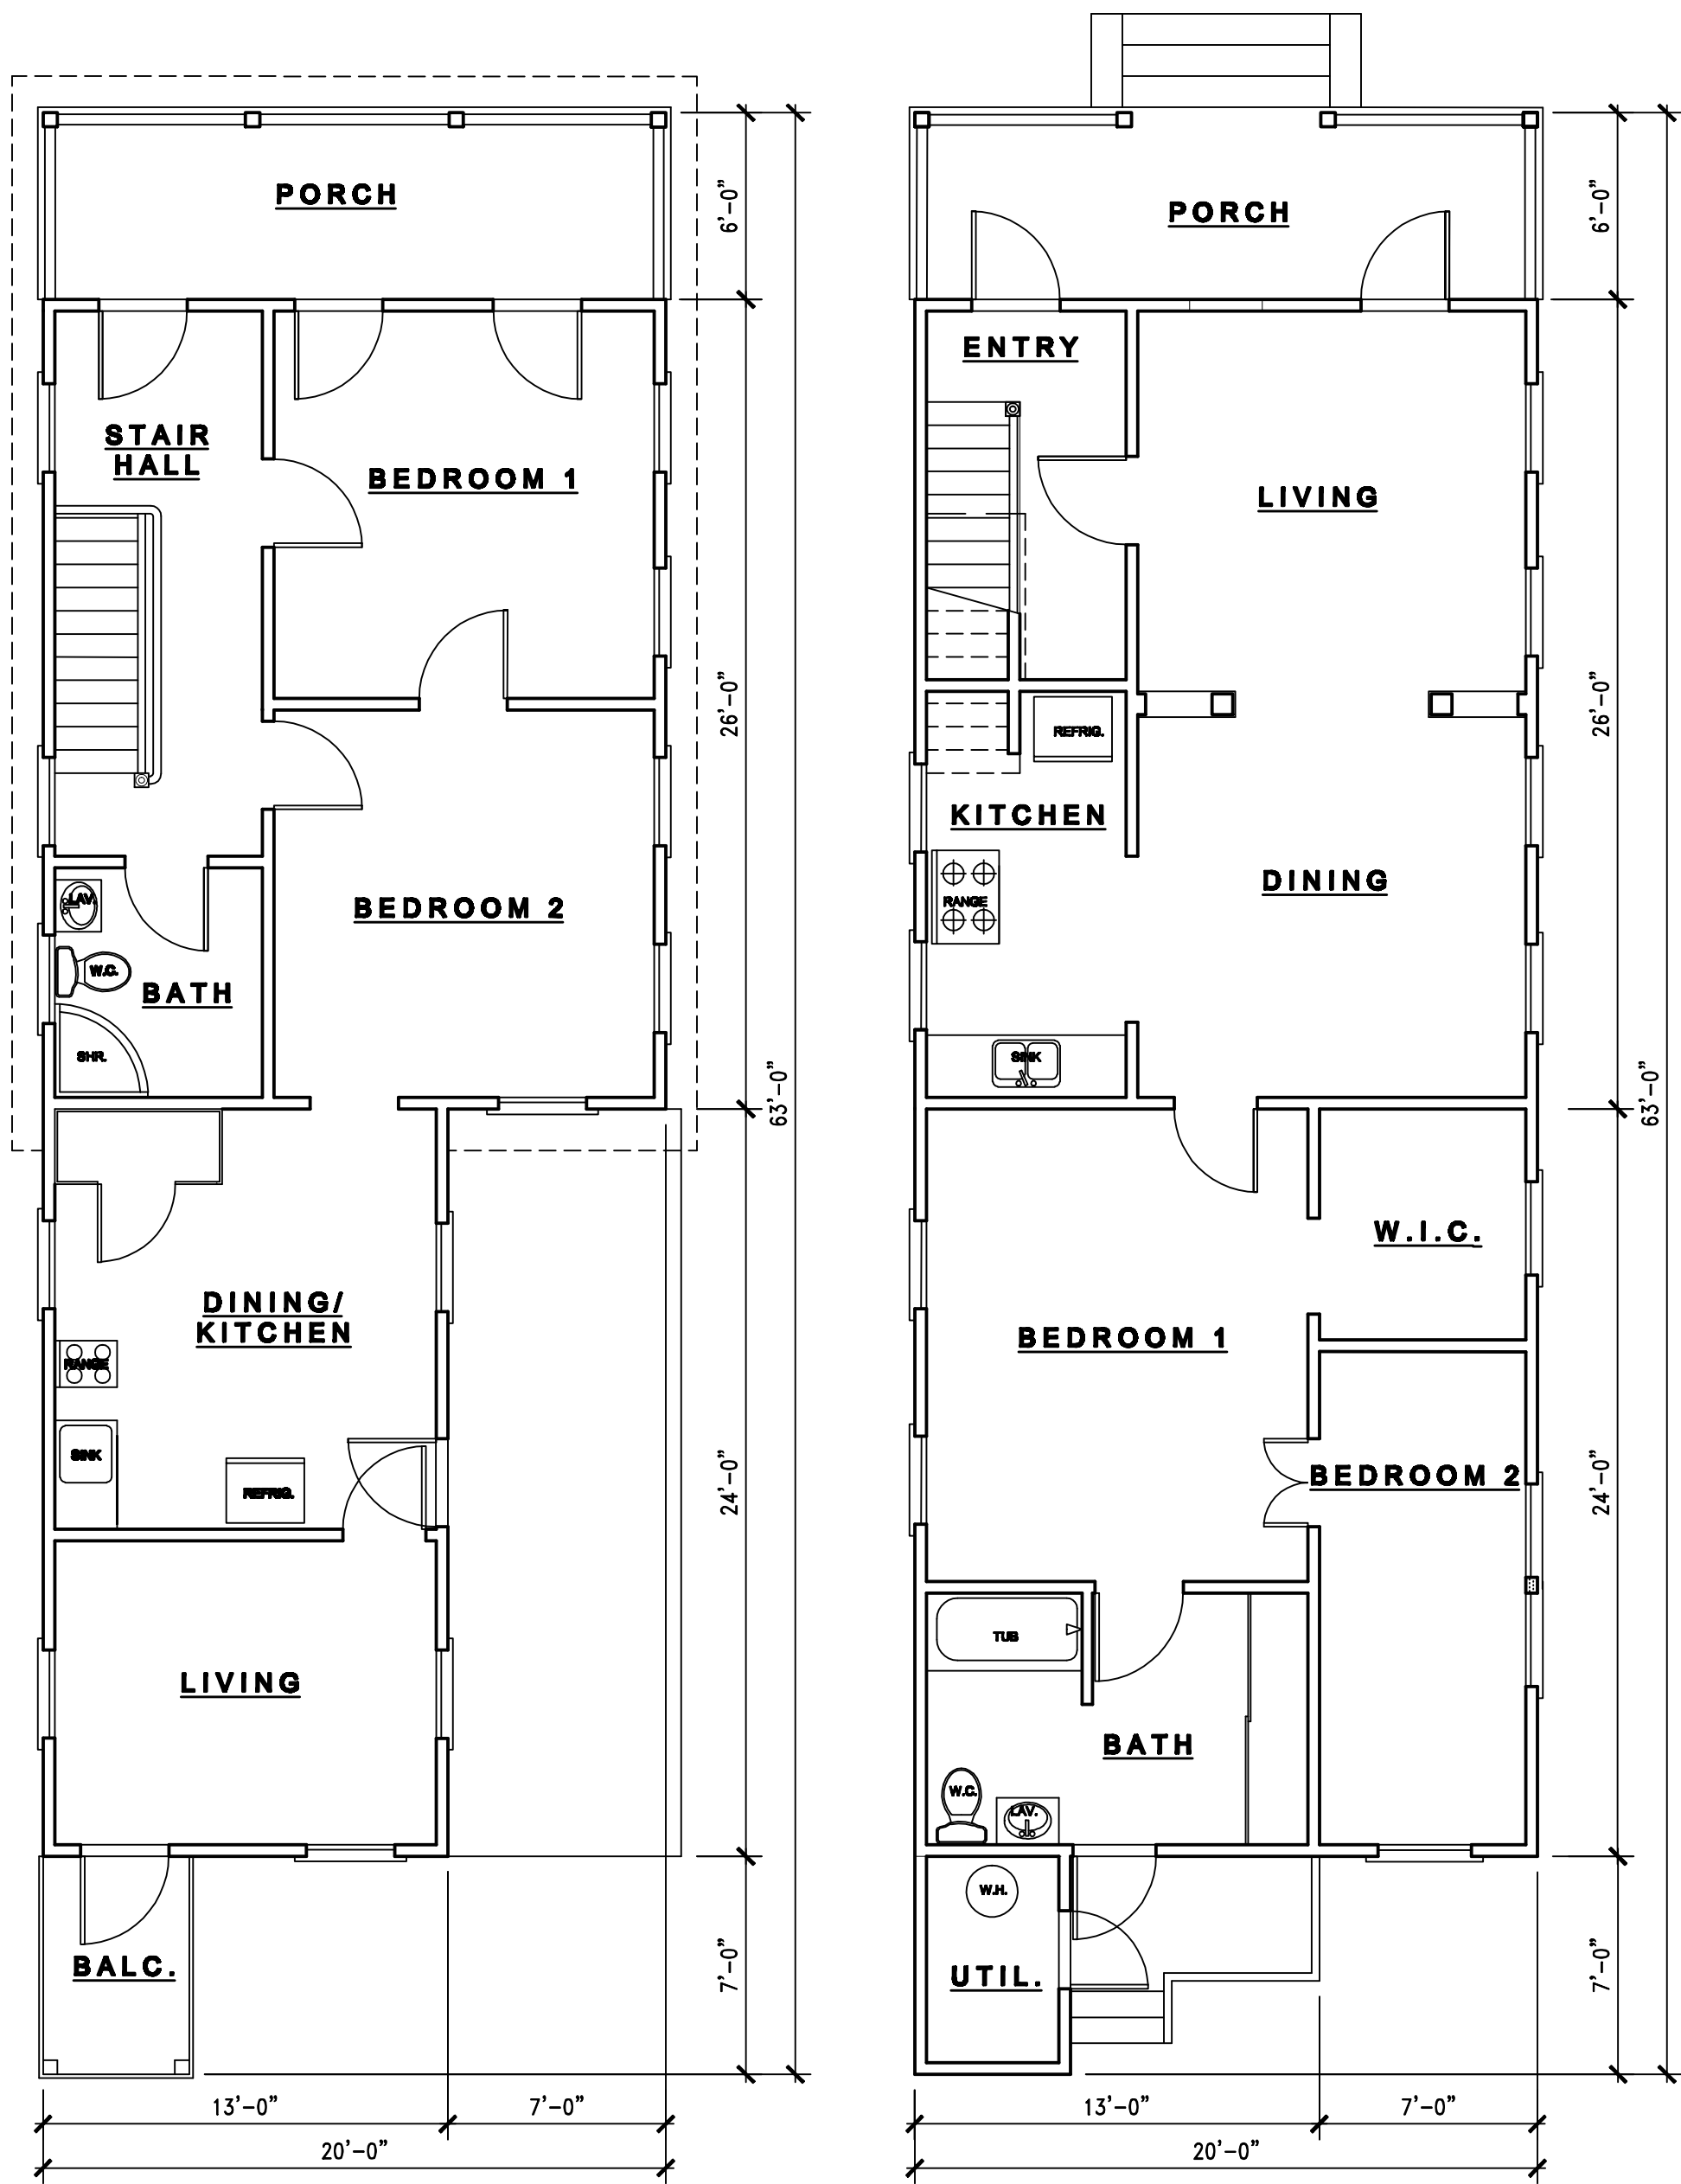 PORCH
6'-0"
STAIR
HALL
BEDROOM 1
26'-0"
BEDROOM 2
LAV.
W.C.
BATH
SHR.
63'-0"
DINING/
KITCHEN
RANGE
SINK
REFRIG.
24'-0"
LIVING
BALC.
7'-0"
13'-0"
7'-0"
20'-0"
PORCH
6'-0"
ENTRY
LIVING
26'-0"
REFRIG.
KITCHEN
DINING
RANGE
SINK
63'-0"
W.I.C.
BEDROOM 1
BEDROOM 2
24'-0"
TUB
BATH
W.C.
LAV.
W.H.
UTIL.
7'-0"
13'-0"
7'-0"
20'-0"